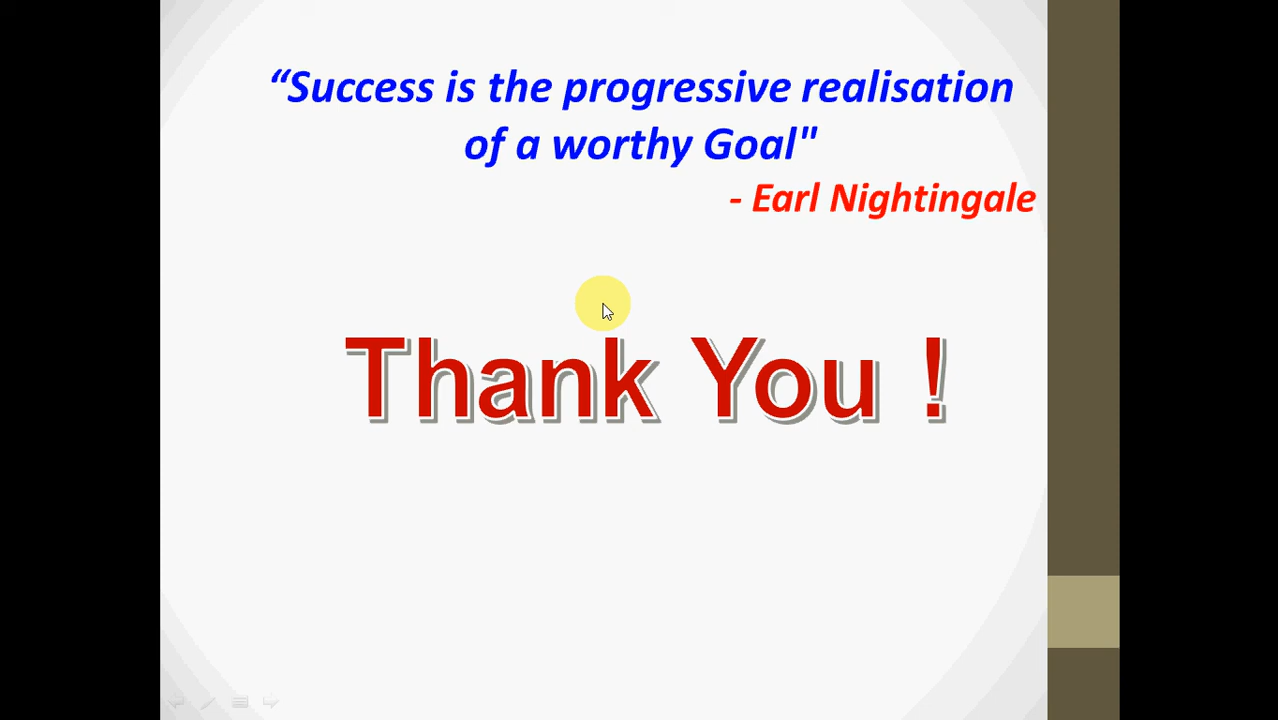 “Success is the progressive realisation
of a worthy Goal"
- Earl Nightingale
Thank You !